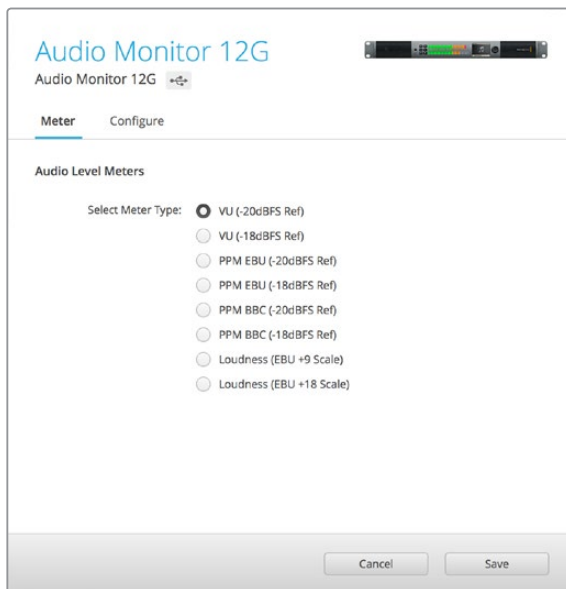 Audio Monitor 12G
Audio Monitor 12G
Meter Configure
Audio Level Meters
Select Meter Type: VU (-20dBFS Ref)
VU (-18dBFS Ref)
PPM EBU (-20dBFS Ref)
PPM EBU (-18dBFS Ref)
PPM BBC (-20dBFS Ref)
PPM BBC (-18dBFS Ref)
Loudness (EBU +9 Scale)
Loudness (EBU +18 Scale)
Cancel Save